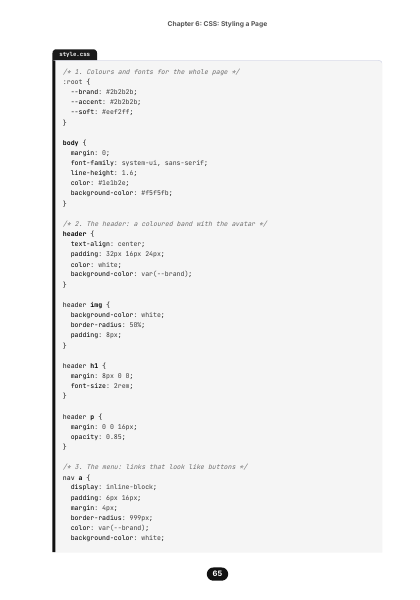 Chapter 6: CSS: Styling a Page
style.css
/* 1. Colours and fonts for the whole page */
:root {
  --brand: #2b2b2b;
  --accent: #2b2b2b;
  --soft: #eef2ff;
}

body {
  margin: 0;
  font-family: system-ui, sans-serif;
  line-height: 1.6;
  color: #1e1b2e;
  background-color: #f5f5fb;
}

/* 2. The header: a coloured band with the avatar */
header {
  text-align: center;
  padding: 32px 16px 24px;
  color: white;
  background-color: var(--brand);
}

header img {
  background-color: white;
  border-radius: 50%;
  padding: 8px;
}

header h1 {
  margin: 8px 0 0;
  font-size: 2rem;
}

header p {
  margin: 0 0 16px;
  opacity: 0.85;
}

/* 3. The menu: links that look like buttons */
nav a {
  display: inline-block;
  padding: 6px 16px;
  margin: 4px;
  border-radius: 999px;
  color: var(--brand);
  background-color: white;
65